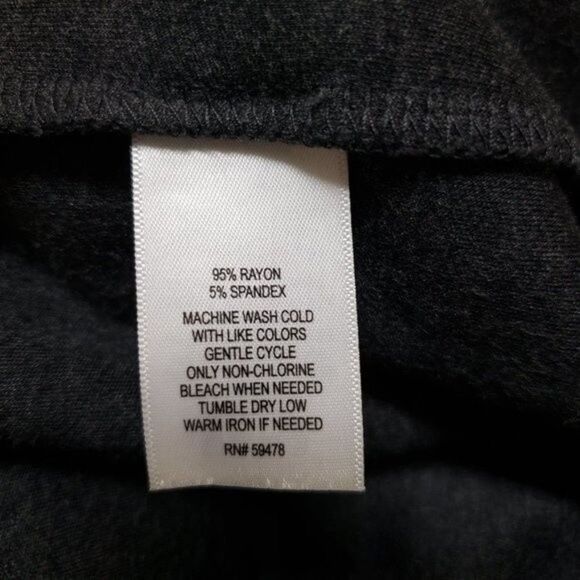 95% RAYON
5% SPANDEX
MACHINE WASH COLD
WITH LIKE COLORS
GENTLE CYCLE
ONLY NON-CHLORINE
BLEACH WHEN NEEDED
TUMBLE DRY LOW
WARM IRON IF NEEDED
RN# 59478